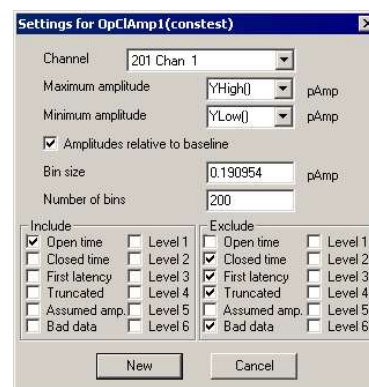 Settings for OpClAmp1(constest)
Channel 201 Chan 1
Maximum amplitude YHigh() pAmp
Minimum amplitude YLow() pAmp
Amplitudes relative to baseline
Bin size 0.190954 pAmp
Number of bins 200
Include Exclude
Open time Level 1 Open time Level 1
Closed time Level 2 Closed time Level 2
First latency Level 3 First latency Level 3
Truncated Level 4 Truncated Level 4
Assumed amp. Level 5 Assumed amp. Level 5
Bad data Level 6 Bad data Level 6
New Cancel